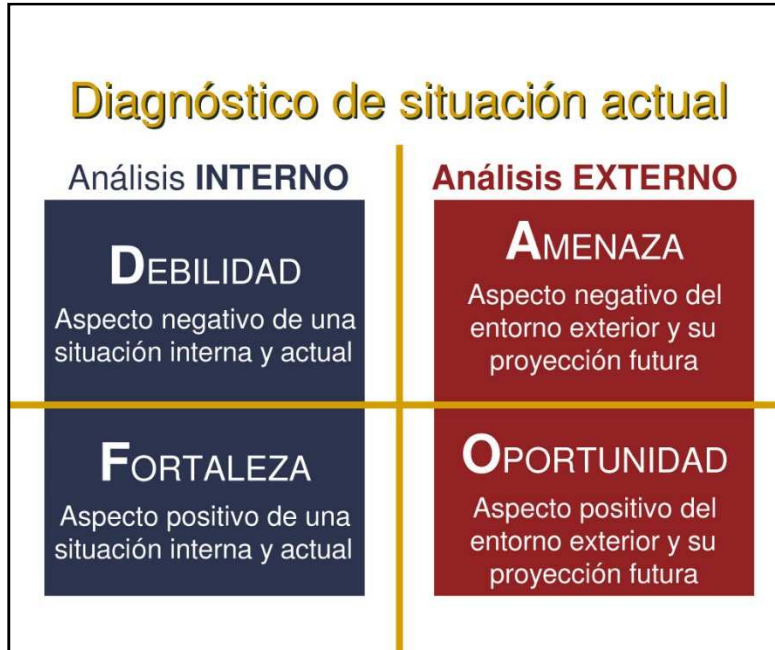 Diagnóstico de situación actual
Análisis INTERNO
DEBILIDAD
Aspecto negativo de una
situación interna y actual
FORTALEZA
Aspecto positivo de una
situación interna y actual
Análisis EXTERNO
AMENAZA
Aspecto negativo del
entorno exterior y su
proyección futura
OPORTUNIDAD
Aspecto positivo del
entorno exterior y su
proyección futura